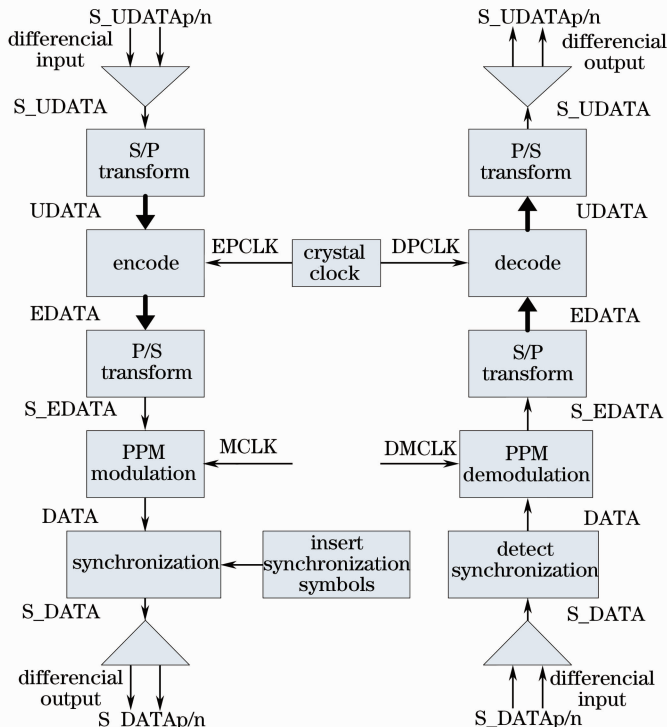 S_UDATAp/n
differencial
input
S_UDATA
S/P
transform
UDATA
encode
EPCLK
crystal
clock
EDATA
P/S
transform
S_EDATA
PPM
modulation
MCLK
DATA
synchronization
insert
synchronization
symbols
S_DATA
differencial
output
S_DATAp/n
S_UDATAp/n
differencial
output
S_UDATA
P/S
transform
UDATA
DPCLK
decode
EDATA
S/P
transform
S_EDATA
DMCLK
PPM
demodulation
DATA
detect
synchronization
S_DATA
differencial
input
S_DATAp/n